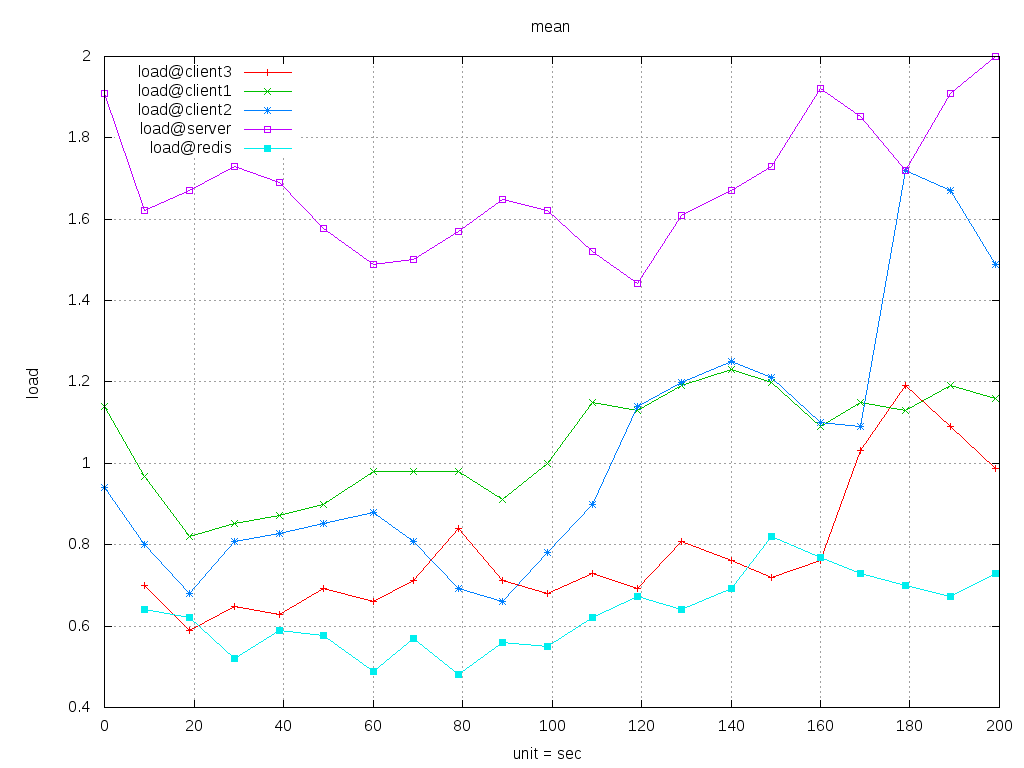 mean
load@client3
load@client1
load@client2
load@server
load@redis
2
1.8
1.6
1.4
1.2
1
0.8
0.6
0.4
load
0 20 40 60 80 100 120 140 160 180 200
unit = sec